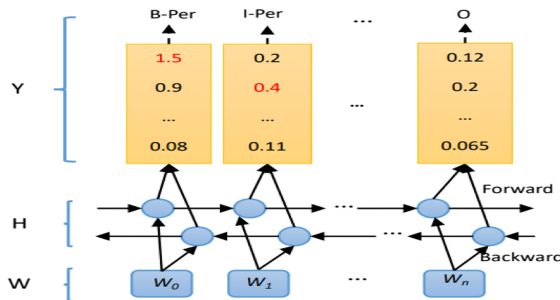 B-Per I-Per ... O
1.5 0.2 0.12
Y 0.9 0.4 ... 0.2
... ... ...
0.08 0.11 0.065
Forward
H ...
...
Backward
W W0 W1 ... Wn